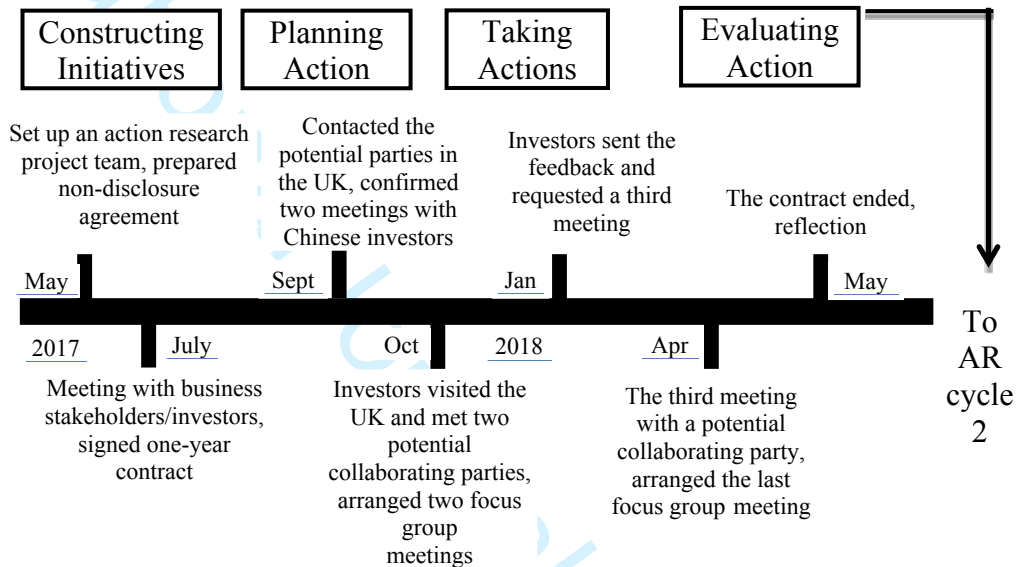 Constructing
Initiatives
Planning
Action
Taking
Actions
Evaluating
Action
Set up an action research
project team, prepared
non-disclosure
agreement
Contacted the
potential parties in
the UK, confirmed
two meetings with
Chinese investors
Investors sent the
feedback and
requested a third
meeting
The contract ended,
reflection
May
Sept
Jan
May
2017
July
Oct
2018
Apr
Meeting with business
stakeholders/investors,
signed one-year
contract
Investors visited the
UK and met two
potential
collaborating parties,
arranged two focus
group
meetings
The third meeting
with a potential
collaborating party,
arranged the last
focus group meeting
To
AR
cycle
2